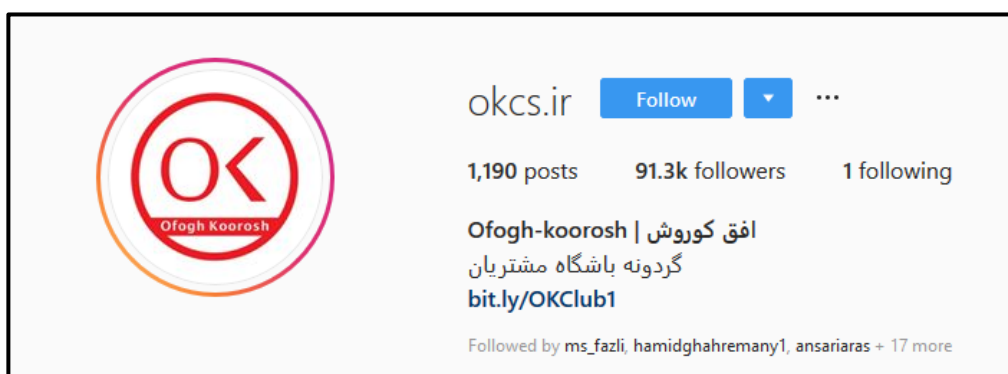 OK
Ofogh Koorosh
okcs.ir Follow
1,190 posts 91.3k followers 1 following
Ofogh-koorosh | افق کوروش
گردونه باشگاه مشتریان
bit.ly/OKClub1
Followed by ms_fazli, hamidghahremany1, ansariaras + 17 more